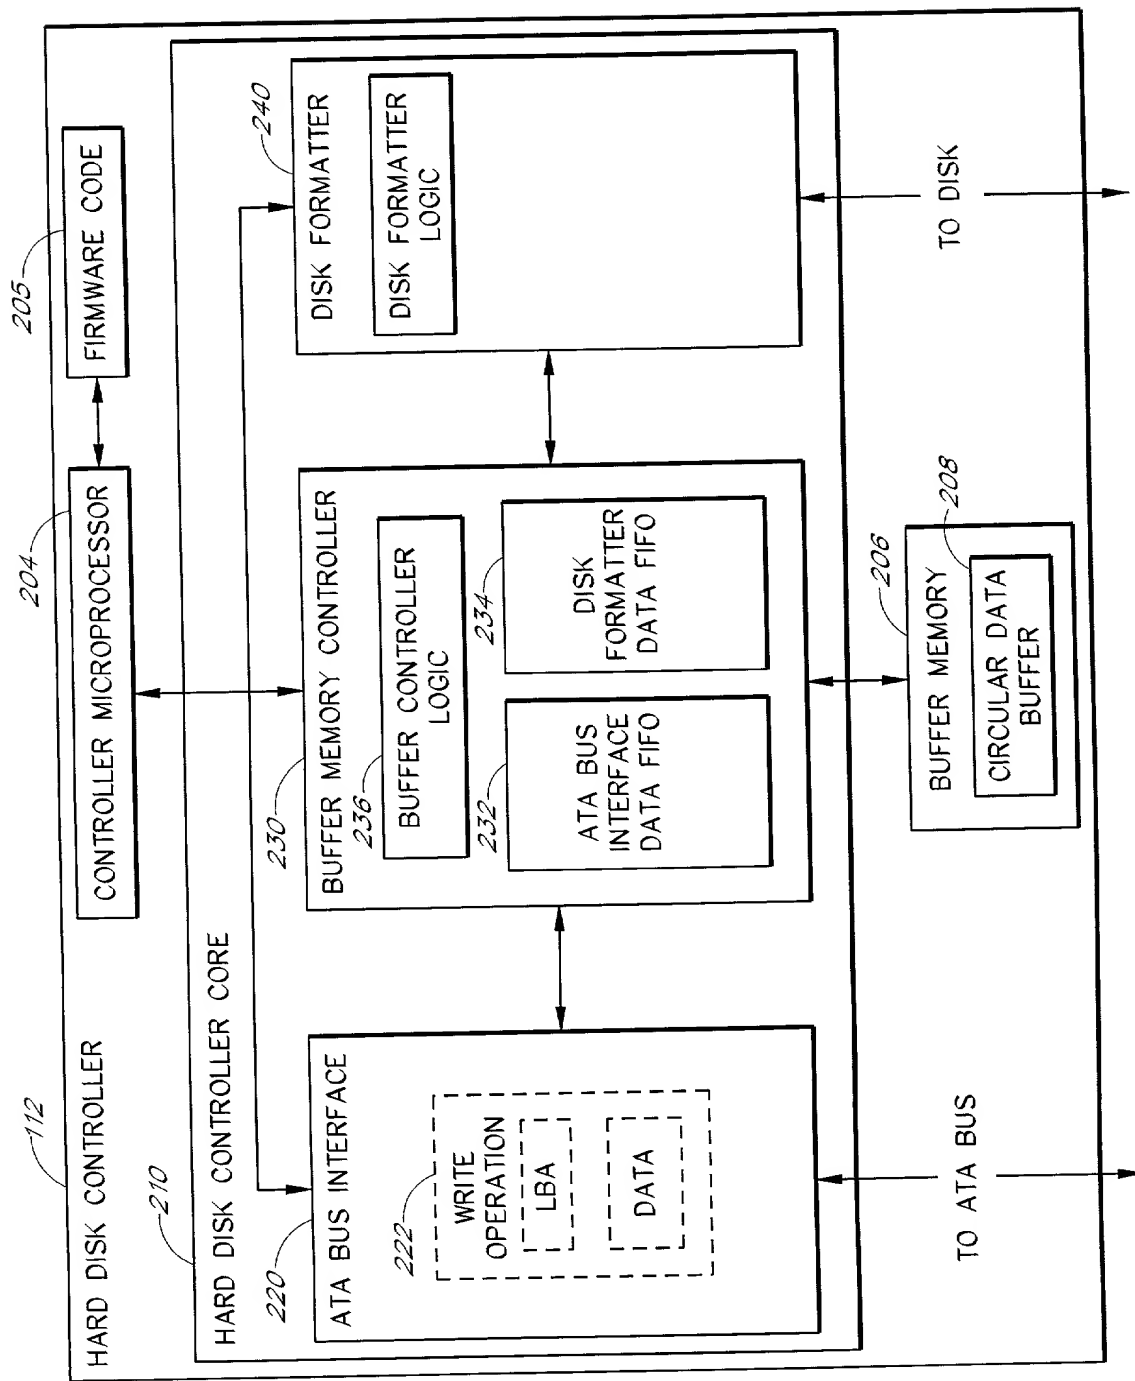 112
HARD DISK CONTROLLER
204
CONTROLLER MICROPROCESSOR
205
FIRMWARE CODE
210
HARD DISK CONTROLLER CORE
220
ATA BUS INTERFACE
222
WRITE
OPERATION
LBA
DATA
230
BUFFER MEMORY CONTROLLER
236
BUFFER CONTROLLER
LOGIC
232
ATA BUS
INTERFACE
DATA FIFO
234
DISK
FORMATTER
DATA FIFO
240
DISK FORMATTER
DISK FORMATTER
LOGIC
206
BUFFER MEMORY
208
CIRCULAR DATA
BUFFER
TO ATA BUS
TO DISK